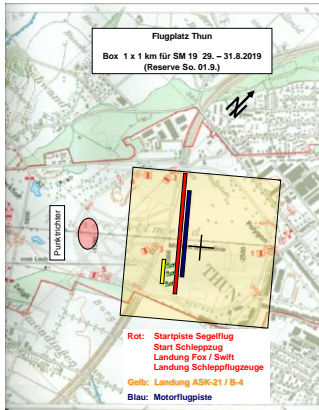 Flugplatz Thun
Box 1 x 1 km für SM 19 29. – 31.8.2019
(Reserve So. 01.9.)
N
Punktrichter
THUN
Rot: Startpiste Segelflug
Start Schleppzug
Landung Fox / Swift
Landung Schleppflugzeuge
Gelb: Landung ASK-21 / B-4
Blau: Motorflugpiste